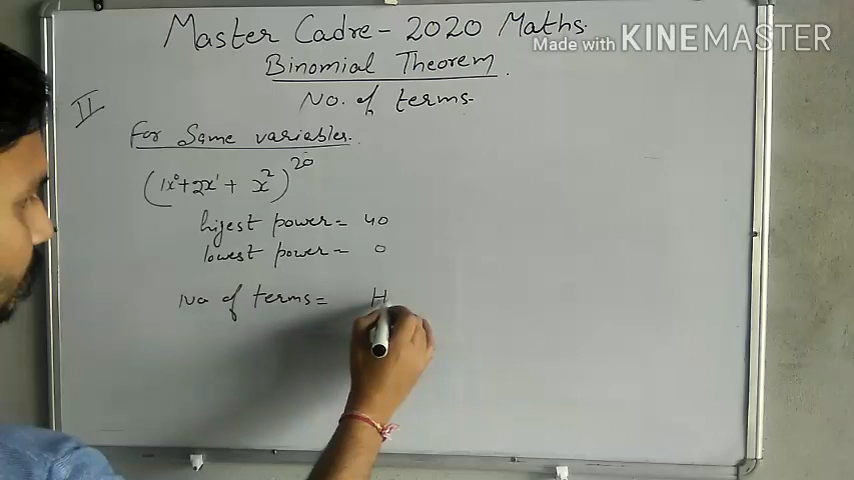 Master Cadre - 2020 Maths.
Made with KINEMASTER
Binomial Theorem.
No. of terms.
II
For Same variables.
(1x⁰+2x¹+ x²)²⁰
higest power = 40
lowest power = 0
No of terms = H